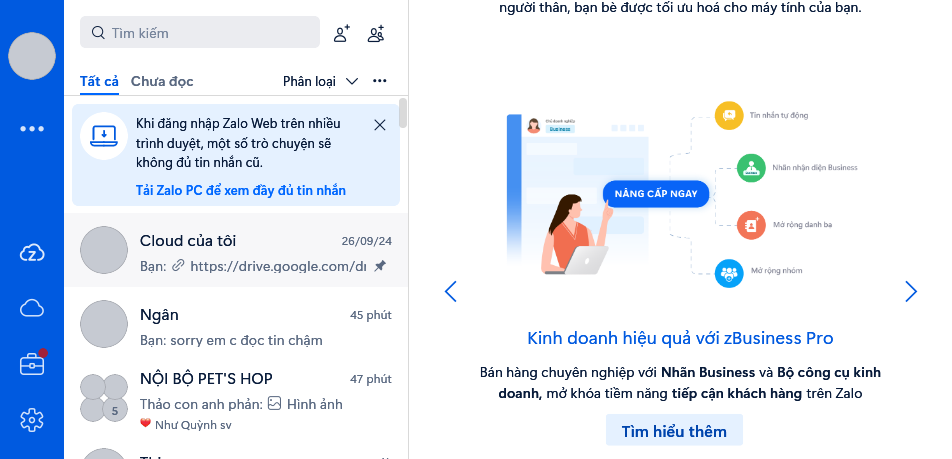 Tìm kiếm
Tất cả
Chưa đọc
Phân loại
Khi đăng nhập Zalo Web trên nhiều
trình duyệt, một số trò chuyện sẽ
không đủ tin nhắn cũ.
Tải Zalo PC để xem đầy đủ tin nhắn
Cloud của tôi
26/09/24
Bạn: https://drive.google.com/dr
Ngân
45 phút
Bạn: sorry em c đọc tin chậm
NỘI BỘ PET'S HOP
47 phút
Thảo con anh phản: Hình ảnh
5
Như Quỳnh sv
người thân, bạn bè được tối ưu hoá cho máy tính của bạn.
Chủ doanh nghiệp
Business
NÂNG CẤP NGAY
Tin nhắn tự động
Nhãn nhận diện Business
Mở rộng danh bạ
Mở rộng nhóm
Kinh doanh hiệu quả với zBusiness Pro
Bán hàng chuyên nghiệp với Nhãn Business và Bộ công cụ kinh
doanh, mở khóa tiềm năng tiếp cận khách hàng trên Zalo
Tìm hiểu thêm